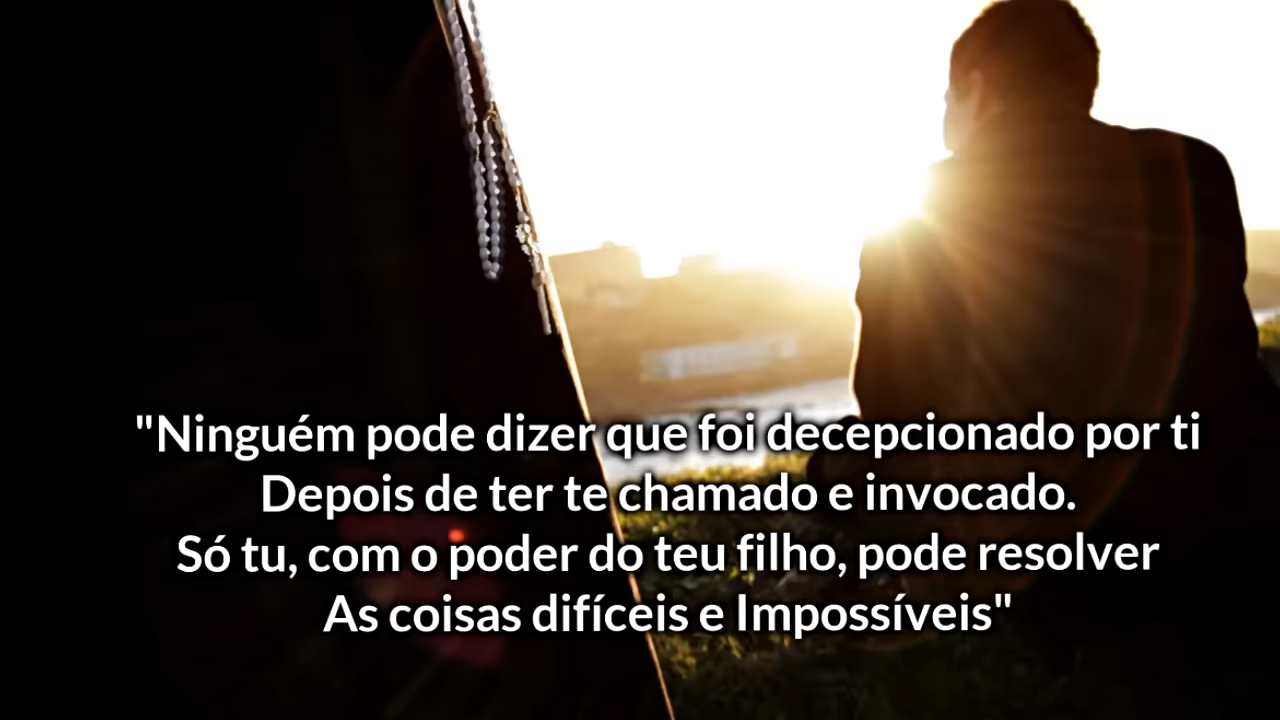 "Ninguém pode dizer que foi decepcionado por ti
Depois de ter te chamado e invocado.
Só tu, com o poder do teu filho, pode resolver
As coisas difíceis e Impossíveis"